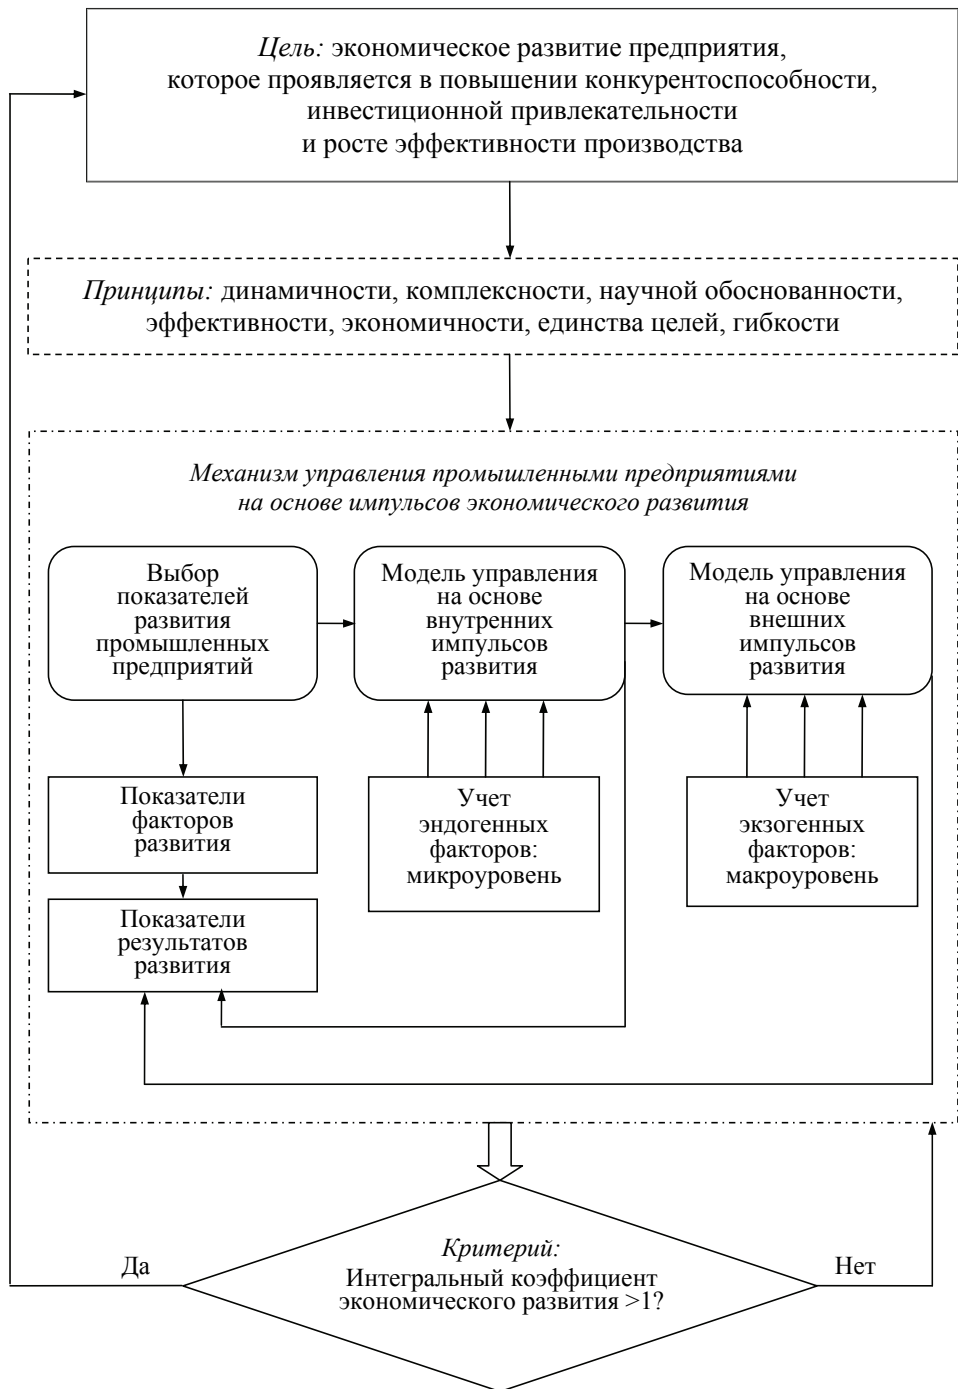 Цель: экономическое развитие предприятия,
которое проявляется в повышении конкурентоспособности,
инвестиционной привлекательности
и росте эффективности производства
Принципы: динамичности, комплексности, научной обоснованности,
эффективности, экономичности, единства целей, гибкости
Механизм управления промышленными предприятиями
на основе импульсов экономического развития
Выбор
показателей
развития
промышленных
предприятий
Модель управления
на основе
внутренних
импульсов
развития
Модель управления
на основе
внешних
импульсов
развития
Показатели
факторов
развития
Учет
эндогенных
факторов:
микроуровень
Учет
экзогенных
факторов:
макроуровень
Показатели
результатов
развития
Да
Критерий:
Интегральный коэффициент
экономического развития >1?
Нет